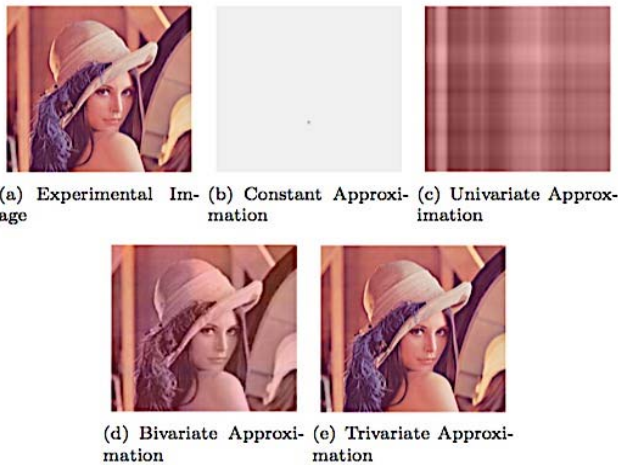 (a) Experimental Im- (b) Constant Approxi- (c) Univariate Approx-
age mation imation
(d) Bivariate Approxi- (e) Trivariate Approxi-
mation mation